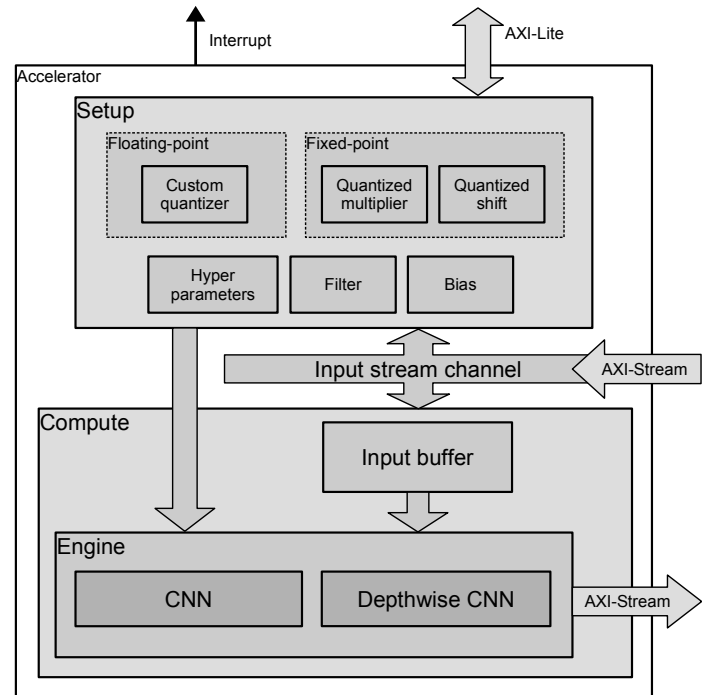 Interrupt
AXI-Lite
Accelerator
Setup
Floating-point
Fixed-point
Custom
quantizer
Quantized
multiplier
Quantized
shift
Hyper
parameters
Filter
Bias
Input stream channel
AXI-Stream
Compute
Input buffer
Engine
CNN
Depthwise CNN
AXI-Stream